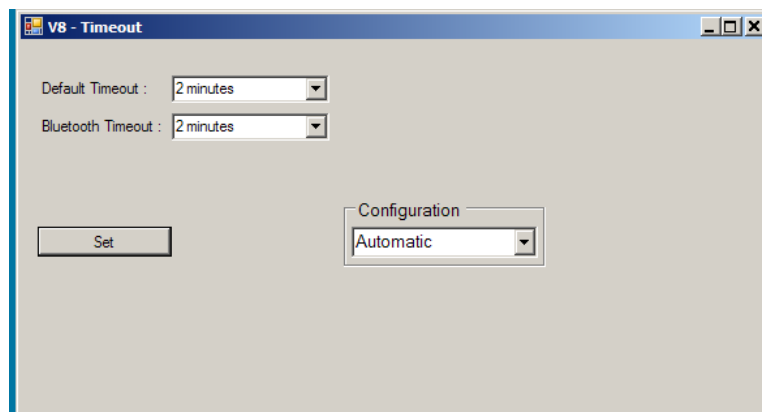 V8 - Timeout
Default Timeout : 2 minutes
Bluetooth Timeout : 2 minutes
Configuration
Set
Automatic